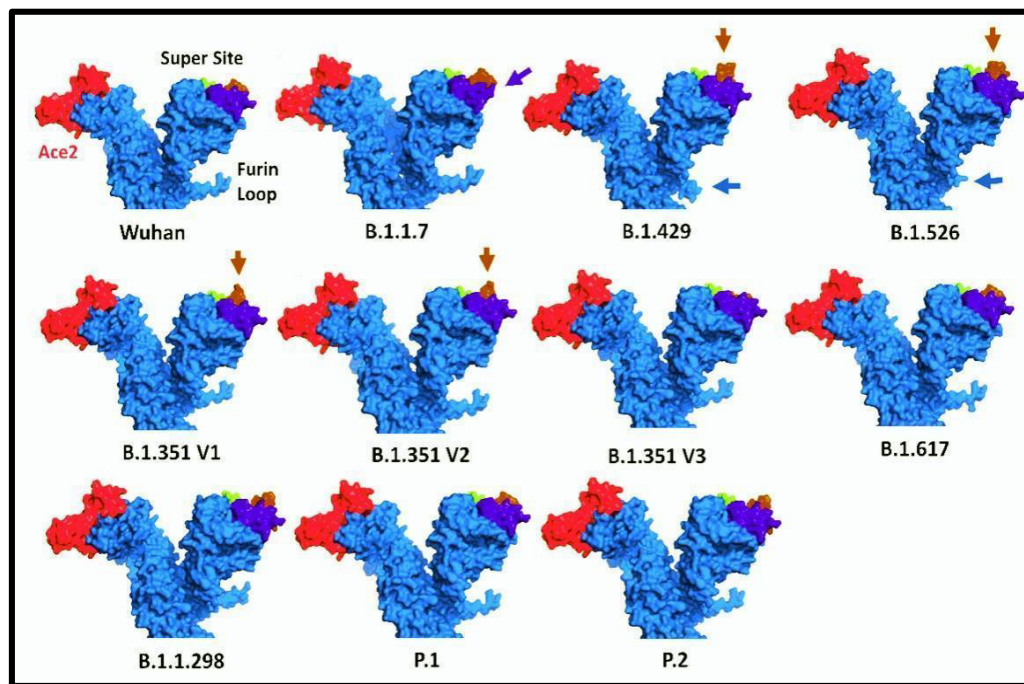 Super Site
Ace2
Furin
Loop
Wuhan
B.1.1.7
B.1.429
B.1.526
B.1.351 V1
B.1.351 V2
B.1.351 V3
B.1.617
B.1.1.298
P.1
P.2